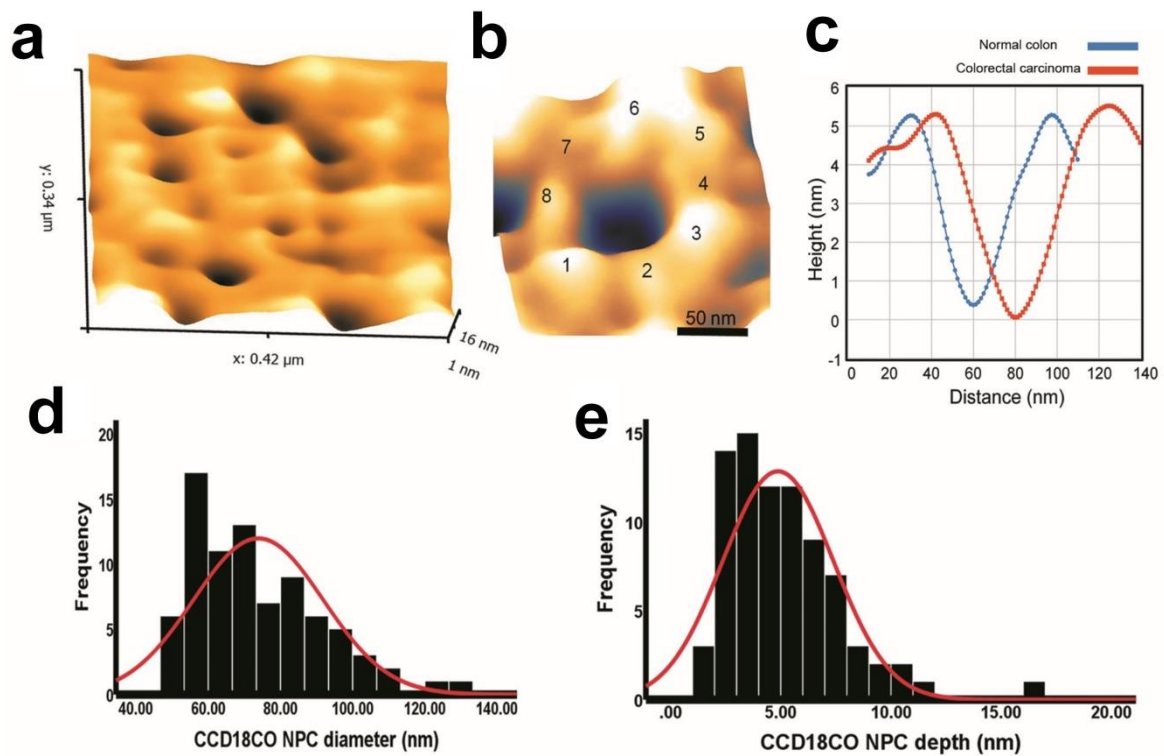 a
y: 0.34 µm
x: 0.42 µm
16 nm
1 nm
b
6
7
5
8
4
3
1
2
50 nm
c
Normal colon
Colorectal carcinoma
6
5
4
3
2
1
0
-1
Height (nm)
0 20 40 60 80 100 120 140
Distance (nm)
d
20
15
10
5
0
Frequency
40.00 60.00 80.00 100.00 120.00 140.00
CCD18CO NPC diameter (nm)
e
15
10
5
0
Frequency
.00 5.00 10.00 15.00 20.00
CCD18CO NPC depth (nm)